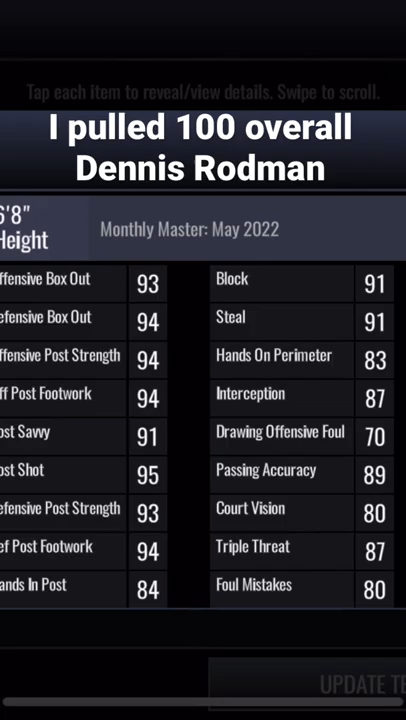 Tap each item to reveal/view details. Swipe to scroll.
I pulled 100 overall
Dennis Rodman
6'8"
Height
Monthly Master: May 2022
ffensive Box Out 93 Block 91
efensive Box Out 94 Steal 91
ffensive Post Strength 94 Hands On Perimeter 83
ff Post Footwork 94 Interception 87
ost Savvy 91 Drawing Offensive Foul 70
ost Shot 95 Passing Accuracy 89
efensive Post Strength 93 Court Vision 80
ef Post Footwork 94 Triple Threat 87
ands In Post 84 Foul Mistakes 80
UPDATE TE